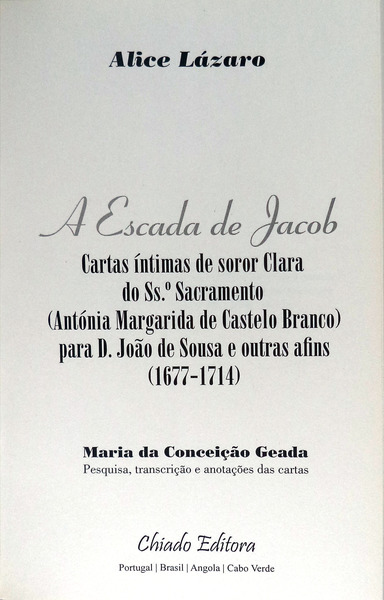 Alice Lázaro
A Escada de Jacob
Cartas íntimas de soror Clara
do Ss.º Sacramento
(Antónia Margarida de Castelo Branco)
para D. João de Sousa e outras afins
(1677-1714)
Maria da Conceição Geada
Pesquisa, transcrição e anotações das cartas
Chiado Editora
Portugal | Brasil | Angola | Cabo Verde